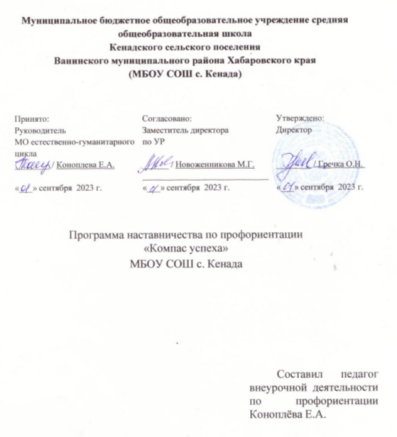 Муниципальное бюджетное общеобразовательное учреждение средняя
общеобразовательная школа
Кенадского сельского поселения
Ванинского муниципального района Хабаровского края
(МБОУ СОШ с. Кенада)
Принято:
Руководитель
МО естественно-гуманитарного
цикла
/ Коноплева Е.А.
«01» сентября 2023 г.
Согласовано:
Заместитель директора
по УР
/ Новоженникова М.Г.
«01» сентября 2023 г.
Утверждено:
Директор
/ Гречка О.Н.
«01» сентября 2023 г.
Программа наставничества по профориентации
«Компас успеха»
МБОУ СОШ с. Кенада
Составил педагог
внеурочной деятельности
по профориентации
Коноплёва Е.А.